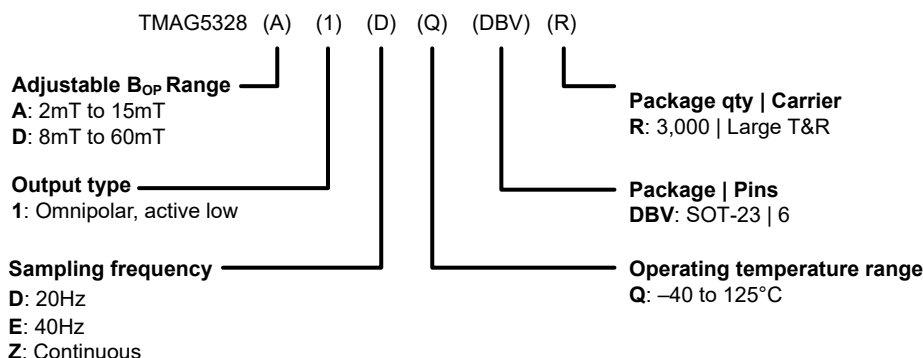 TMAG5328 (A) (1) (D) (Q) (DBV) (R)
Adjustable BOP Range
A: 2mT to 15mT
D: 8mT to 60mT
Output type
1: Omnipolar, active low
Sampling frequency
D: 20Hz
E: 40Hz
Z: Continuous
Package qty | Carrier
R: 3,000 | Large T&R
Package | Pins
DBV: SOT-23 | 6
Operating temperature range
Q: –40 to 125°C